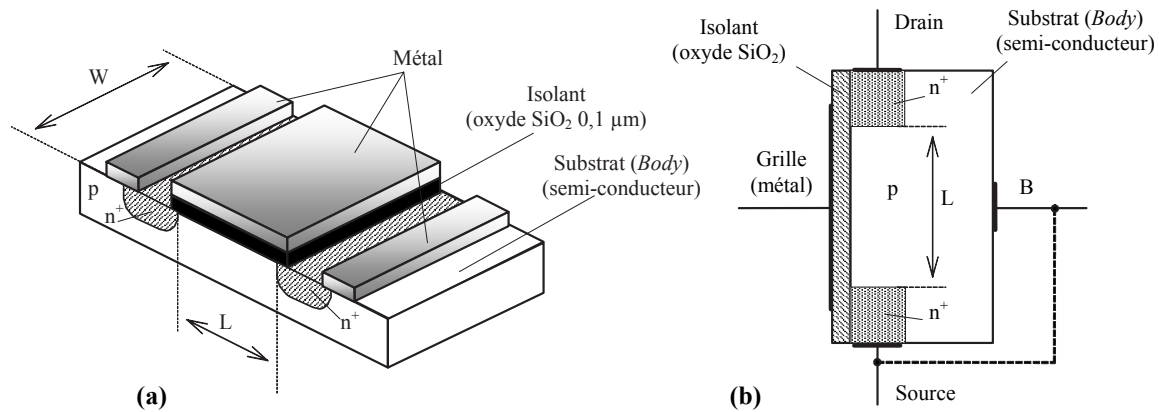 W
Métal
Isolant
(oxyde SiO2 0,1 µm)
Substrat (Body)
(semi-conducteur)
p
n+
n+
L
(a)
Isolant
(oxyde SiO2)
Drain
Substrat (Body)
(semi-conducteur)
n+
Grille
(métal)
p
L
B
n+
Source
(b)